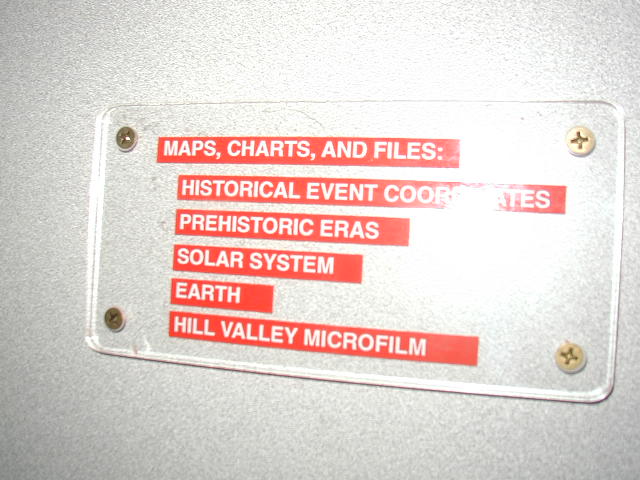 MAPS, CHARTS, AND FILES:
HISTORICAL EVENT COORDINATES
PREHISTORIC ERAS
SOLAR SYSTEM
EARTH
HILL VALLEY MICROFILM